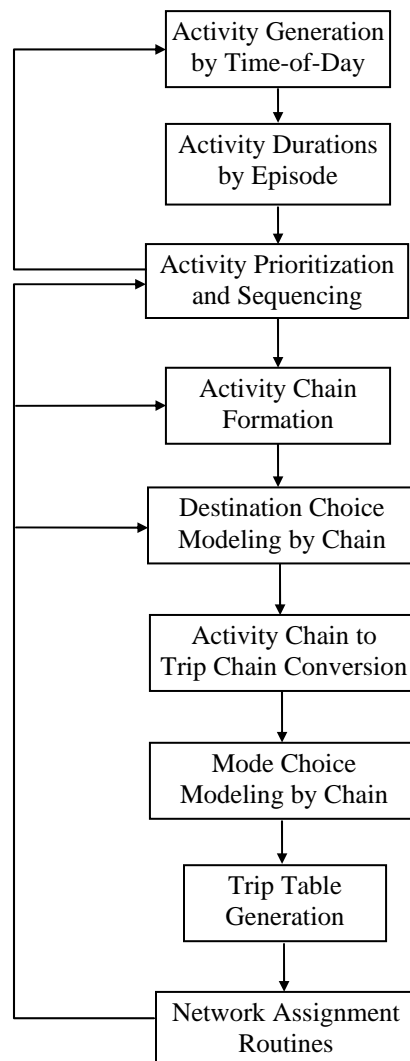 Activity Generation
by Time-of-Day
Activity Durations
by Episode
Activity Prioritization
and Sequencing
Activity Chain
Formation
Destination Choice
Modeling by Chain
Activity Chain to
Trip Chain Conversion
Mode Choice
Modeling by Chain
Trip Table
Generation
Network Assignment
Routines